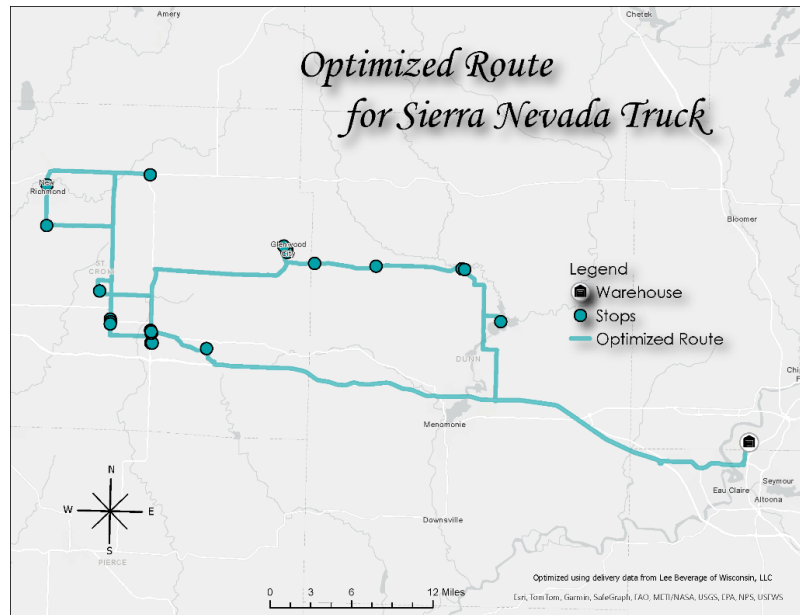 Amery
Chetek
Optimized Route
for Sierra Nevada Truck
New
Richmond
Bloomer
Glenwood
City
ST.
CROIX
Legend
Warehouse
Stops
Optimized Route
DUNN
Menomonie
Eau Claire
Seymour
Altoona
N
W
E
S
Downsville
PIERCE
0 3 6 12 Miles
Optimized using delivery data from Lee Beverage of Wisconsin, LLC
Esri, TomTom, Garmin, SafeGraph, FAO, METI/NASA, USGS, EPA, NPS, USFWS